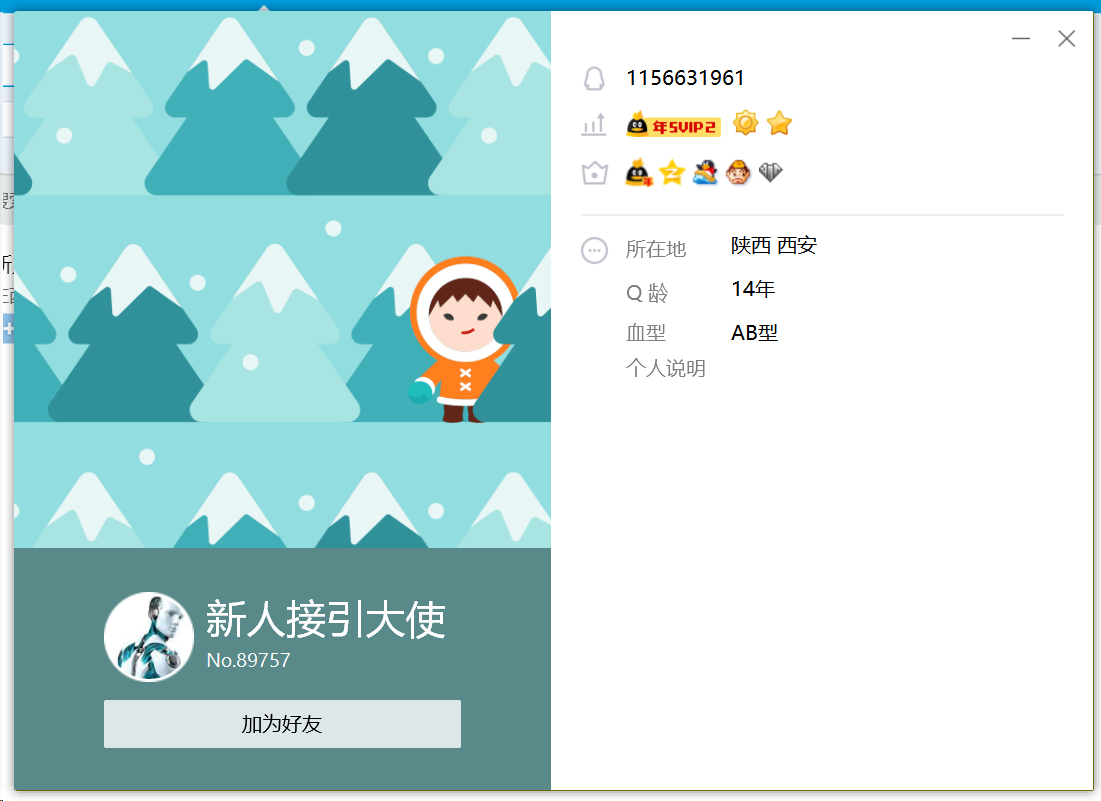 1156631961
年SVIP2
所在地 陕西 西安
Q 龄 14年
血型 AB型
个人说明
新人接引大使
No.89757
加为好友